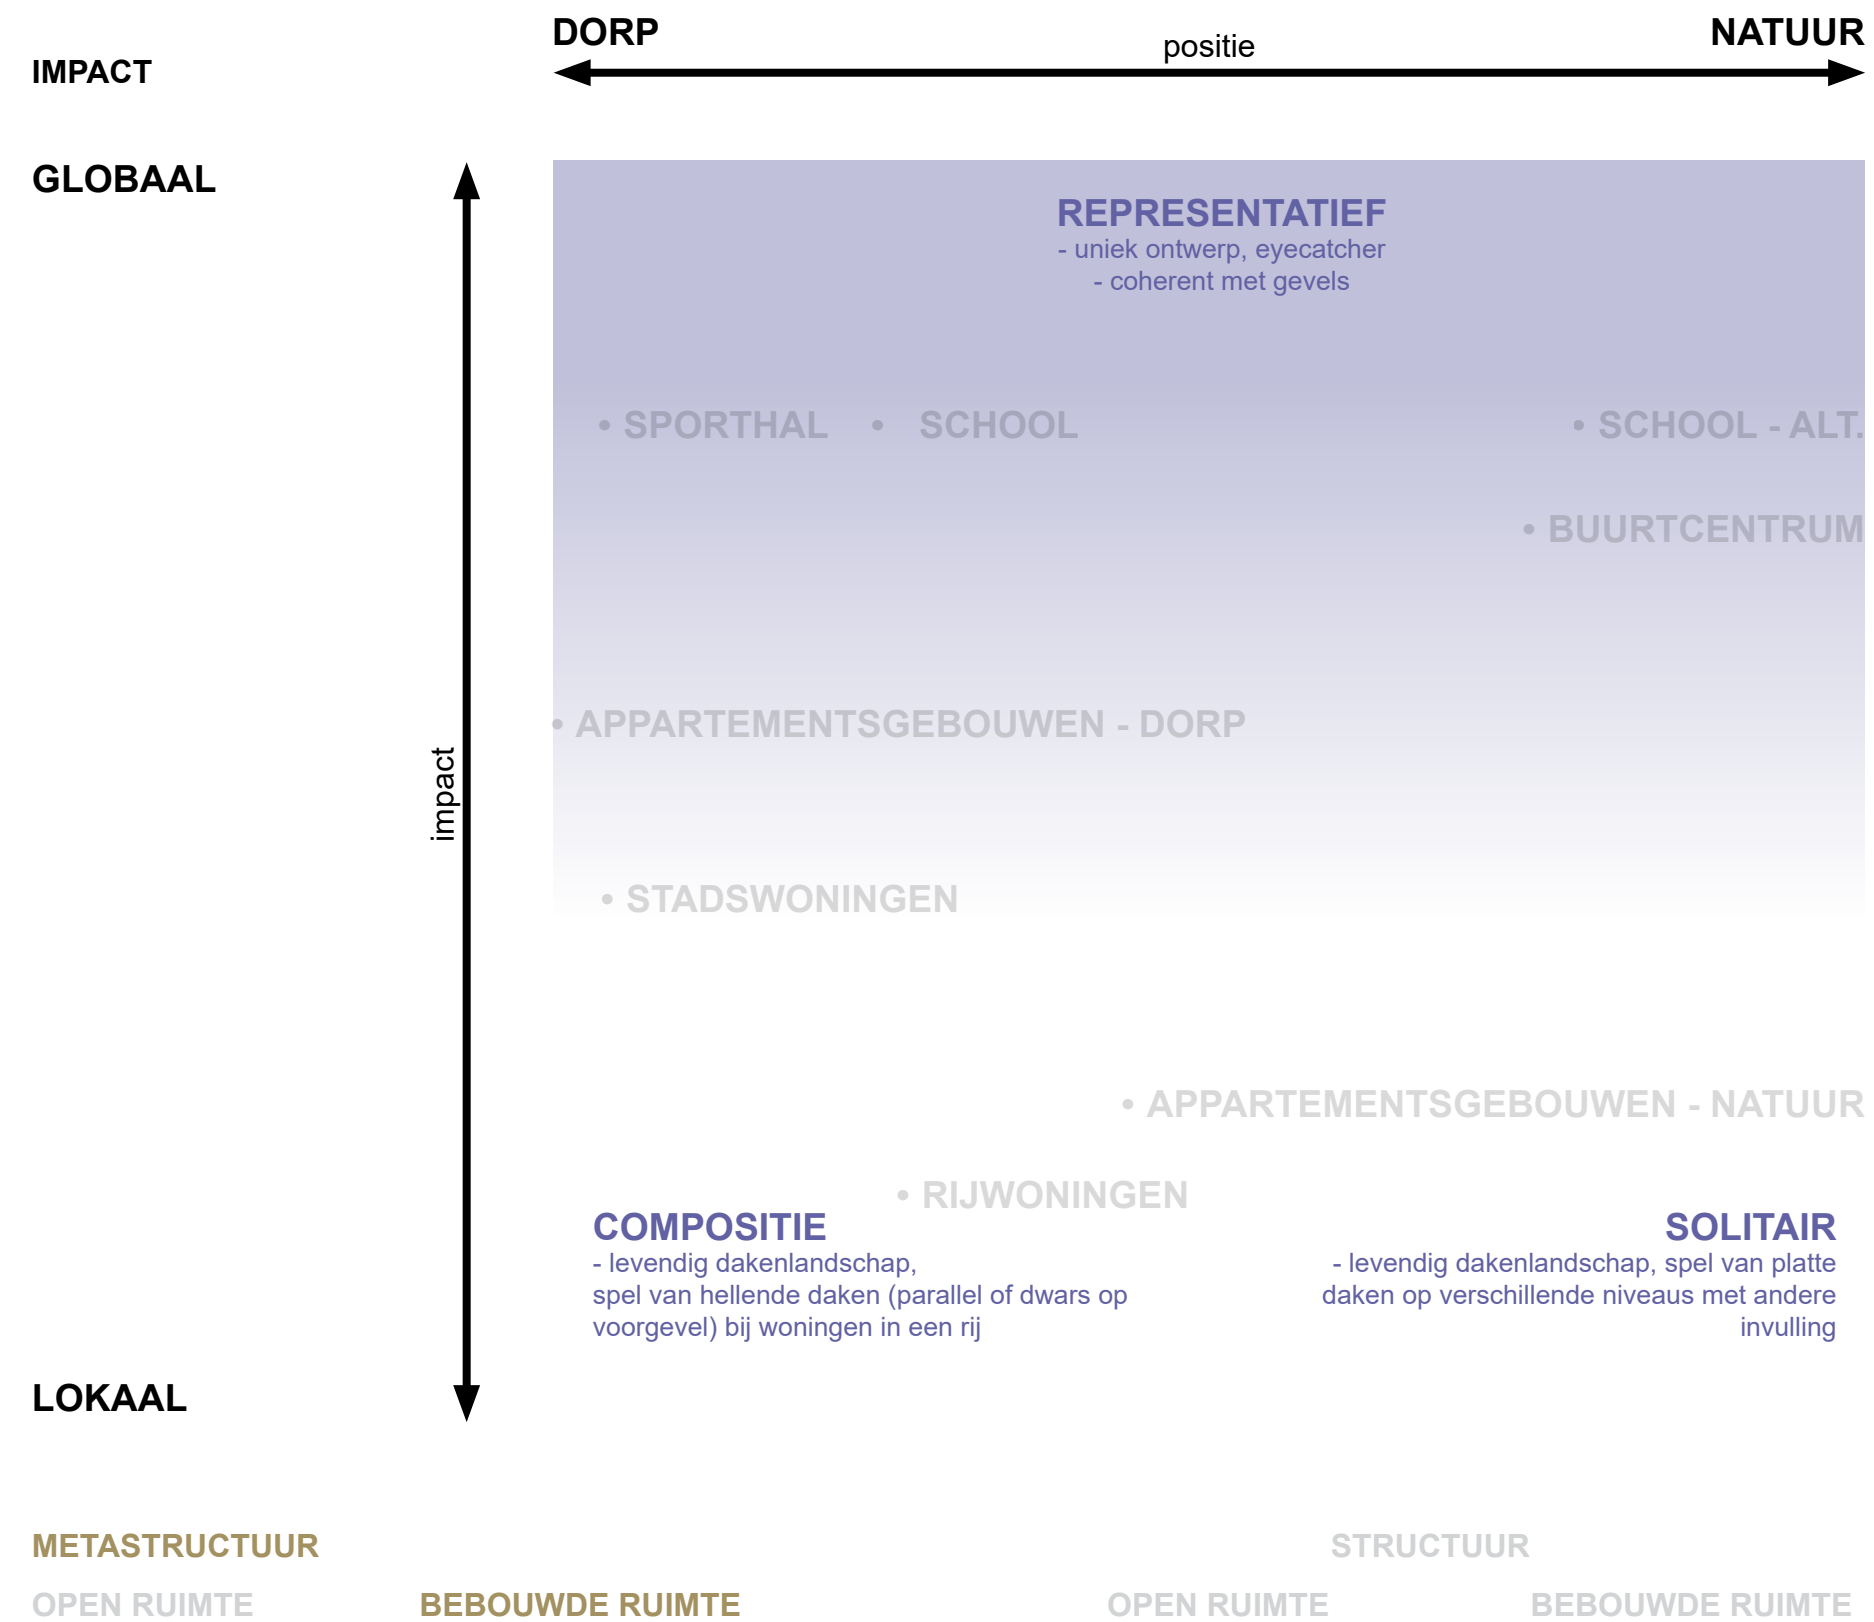 DORP
positie
NATUUR
IMPACT
GLOBAAL
REPRESENTATIEF
- uniek ontwerp, eyecatcher
- coherent met gevels
• SPORTHAL • SCHOOL
• SCHOOL - ALT.
• BUURTCENTRUM
• APPARTEMENTSGEBOUWEN - DORP
impact
• STADSWONINGEN
• APPARTEMENTSGEBOUWEN - NATUUR
• RIJWONINGEN
COMPOSITIE
- levendig dakenlandschap,
spel van hellende daken (parallel of dwars op
voorgevel) bij woningen in een rij
SOLITAIR
- levendig dakenlandschap, spel van platte
daken op verschillende niveaus met andere
invulling
LOKAAL
METASTRUCTUUR
STRUCTUUR
OPEN RUIMTE
BEBOUWDE RUIMTE
OPEN RUIMTE
BEBOUWDE RUIMTE